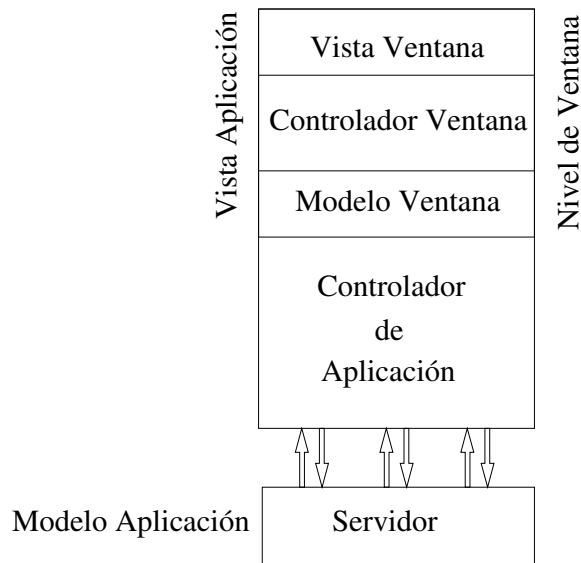 Vista Aplicación
Vista Ventana
Controlador Ventana
Modelo Ventana
Nivel de Ventana
Controlador
de
Aplicación
Modelo Aplicación
Servidor